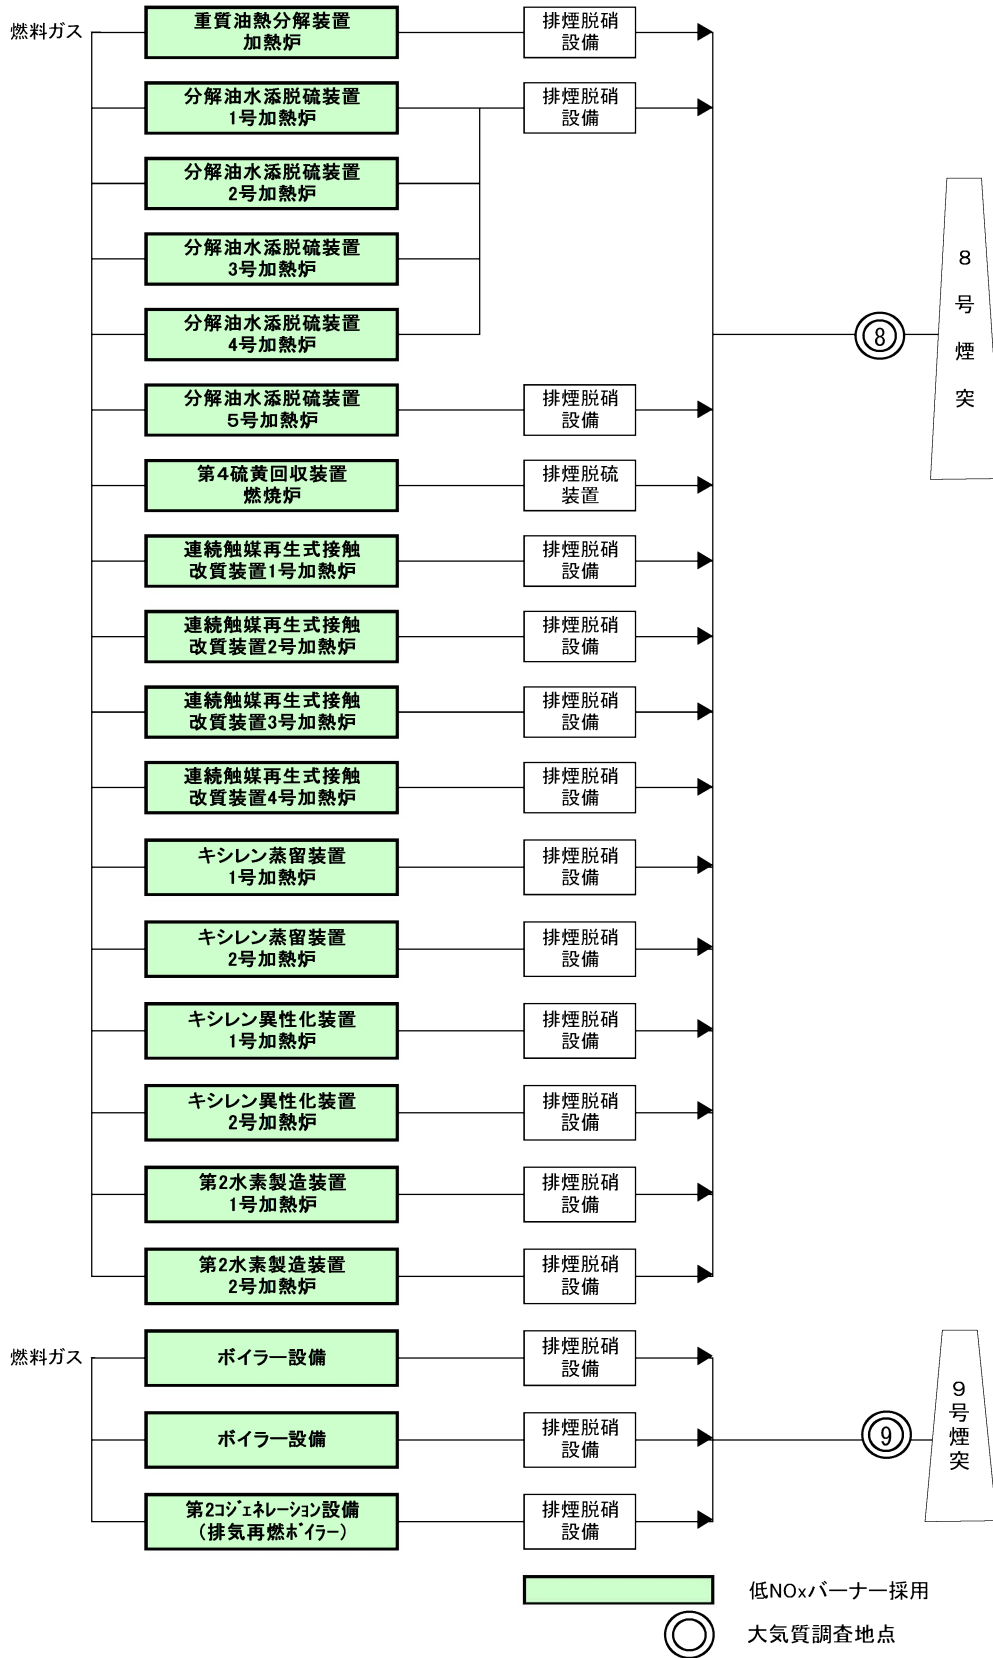 燃料ガス
重質油熱分解装置
加熱炉
排煙脱硝
設備
分解油水添脱硫装置
1号加熱炉
排煙脱硝
設備
分解油水添脱硫装置
2号加熱炉
分解油水添脱硫装置
3号加熱炉
分解油水添脱硫装置
4号加熱炉
分解油水添脱硫装置
5号加熱炉
排煙脱硝
設備
第4硫黄回収装置
燃焼炉
排煙脱硫
装置
連続触媒再生式接触
改質装置1号加熱炉
排煙脱硝
設備
連続触媒再生式接触
改質装置2号加熱炉
排煙脱硝
設備
連続触媒再生式接触
改質装置3号加熱炉
排煙脱硝
設備
連続触媒再生式接触
改質装置4号加熱炉
排煙脱硝
設備
キシレン蒸留装置
1号加熱炉
排煙脱硝
設備
キシレン蒸留装置
2号加熱炉
排煙脱硝
設備
キシレン異性化装置
1号加熱炉
排煙脱硝
設備
キシレン異性化装置
2号加熱炉
排煙脱硝
設備
第2水素製造装置
1号加熱炉
排煙脱硝
設備
第2水素製造装置
2号加熱炉
排煙脱硝
設備
8
8号煙突
燃料ガス
ボイラー設備
排煙脱硝
設備
ボイラー設備
排煙脱硝
設備
第2ｺｼﾞｪﾈﾚｰｼｮﾝ設備
(排気再燃ﾎﾞｲﾗｰ)
排煙脱硝
設備
9
9号煙突
低NOxバーナー採用
大気質調査地点